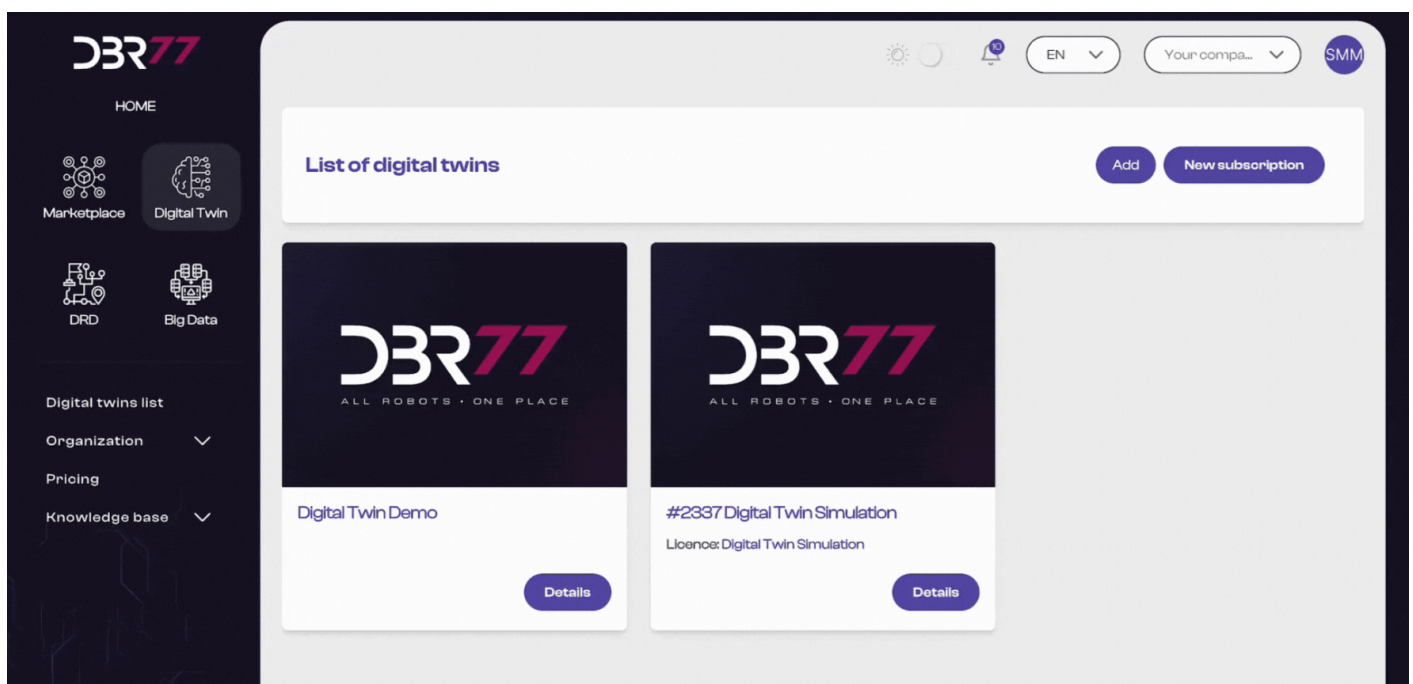 DBR77
HOME
Marketplace
Digital Twin
DRD
Big Data
Digital twins list
Organization
Pricing
Knowledge base
10
EN
Your compa...
SMM
List of digital twins
Add
New subscription
DBR77
ALL ROBOTS • ONE PLACE
Digital Twin Demo
Details
DBR77
ALL ROBOTS • ONE PLACE
#2337 Digital Twin Simulation
Licence: Digital Twin Simulation
Details